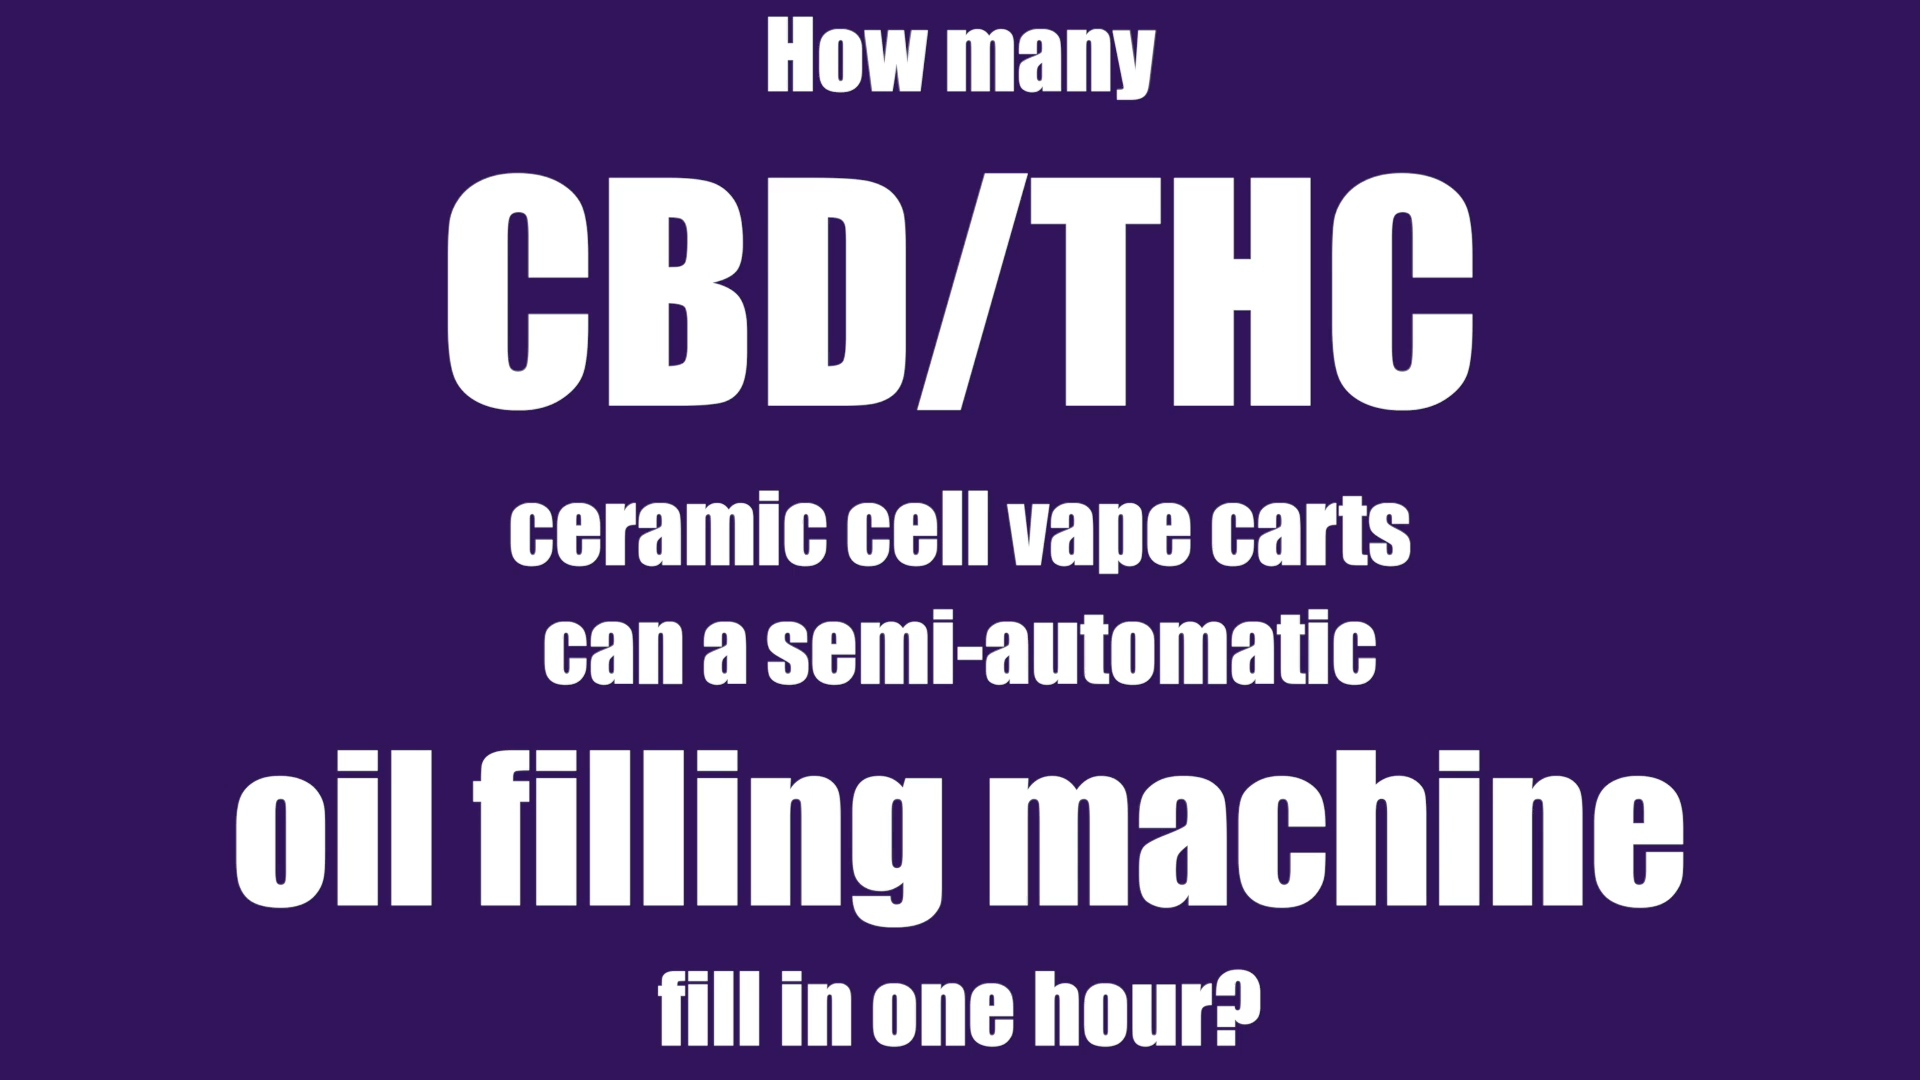 How many
CBD/THC
ceramic cell vape carts
can a semi-automatic
oil filling machine
fill in one hour?